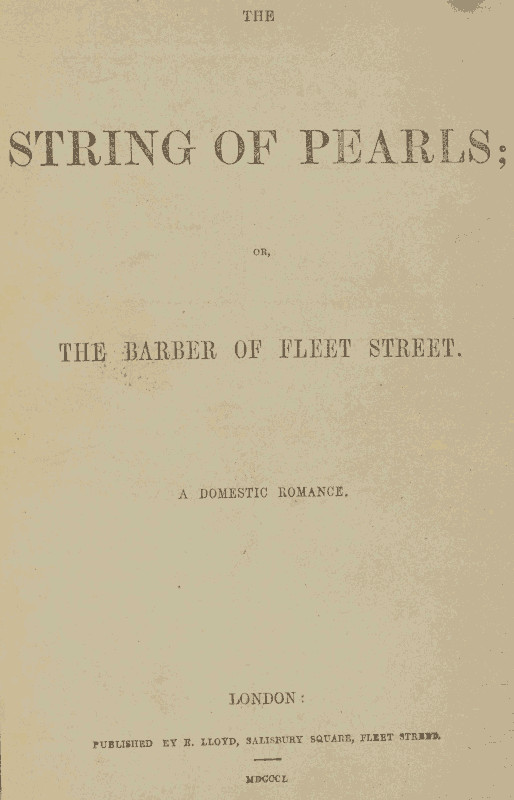 THE
STRING OF PEARLS;
OR,
THE BARBER OF FLEET STREET.
A DOMESTIC ROMANCE.
LONDON:
PUBLISHED BY E. LLOYD, SALISBURY SQUARE, FLEET STREET.
MDCCCL